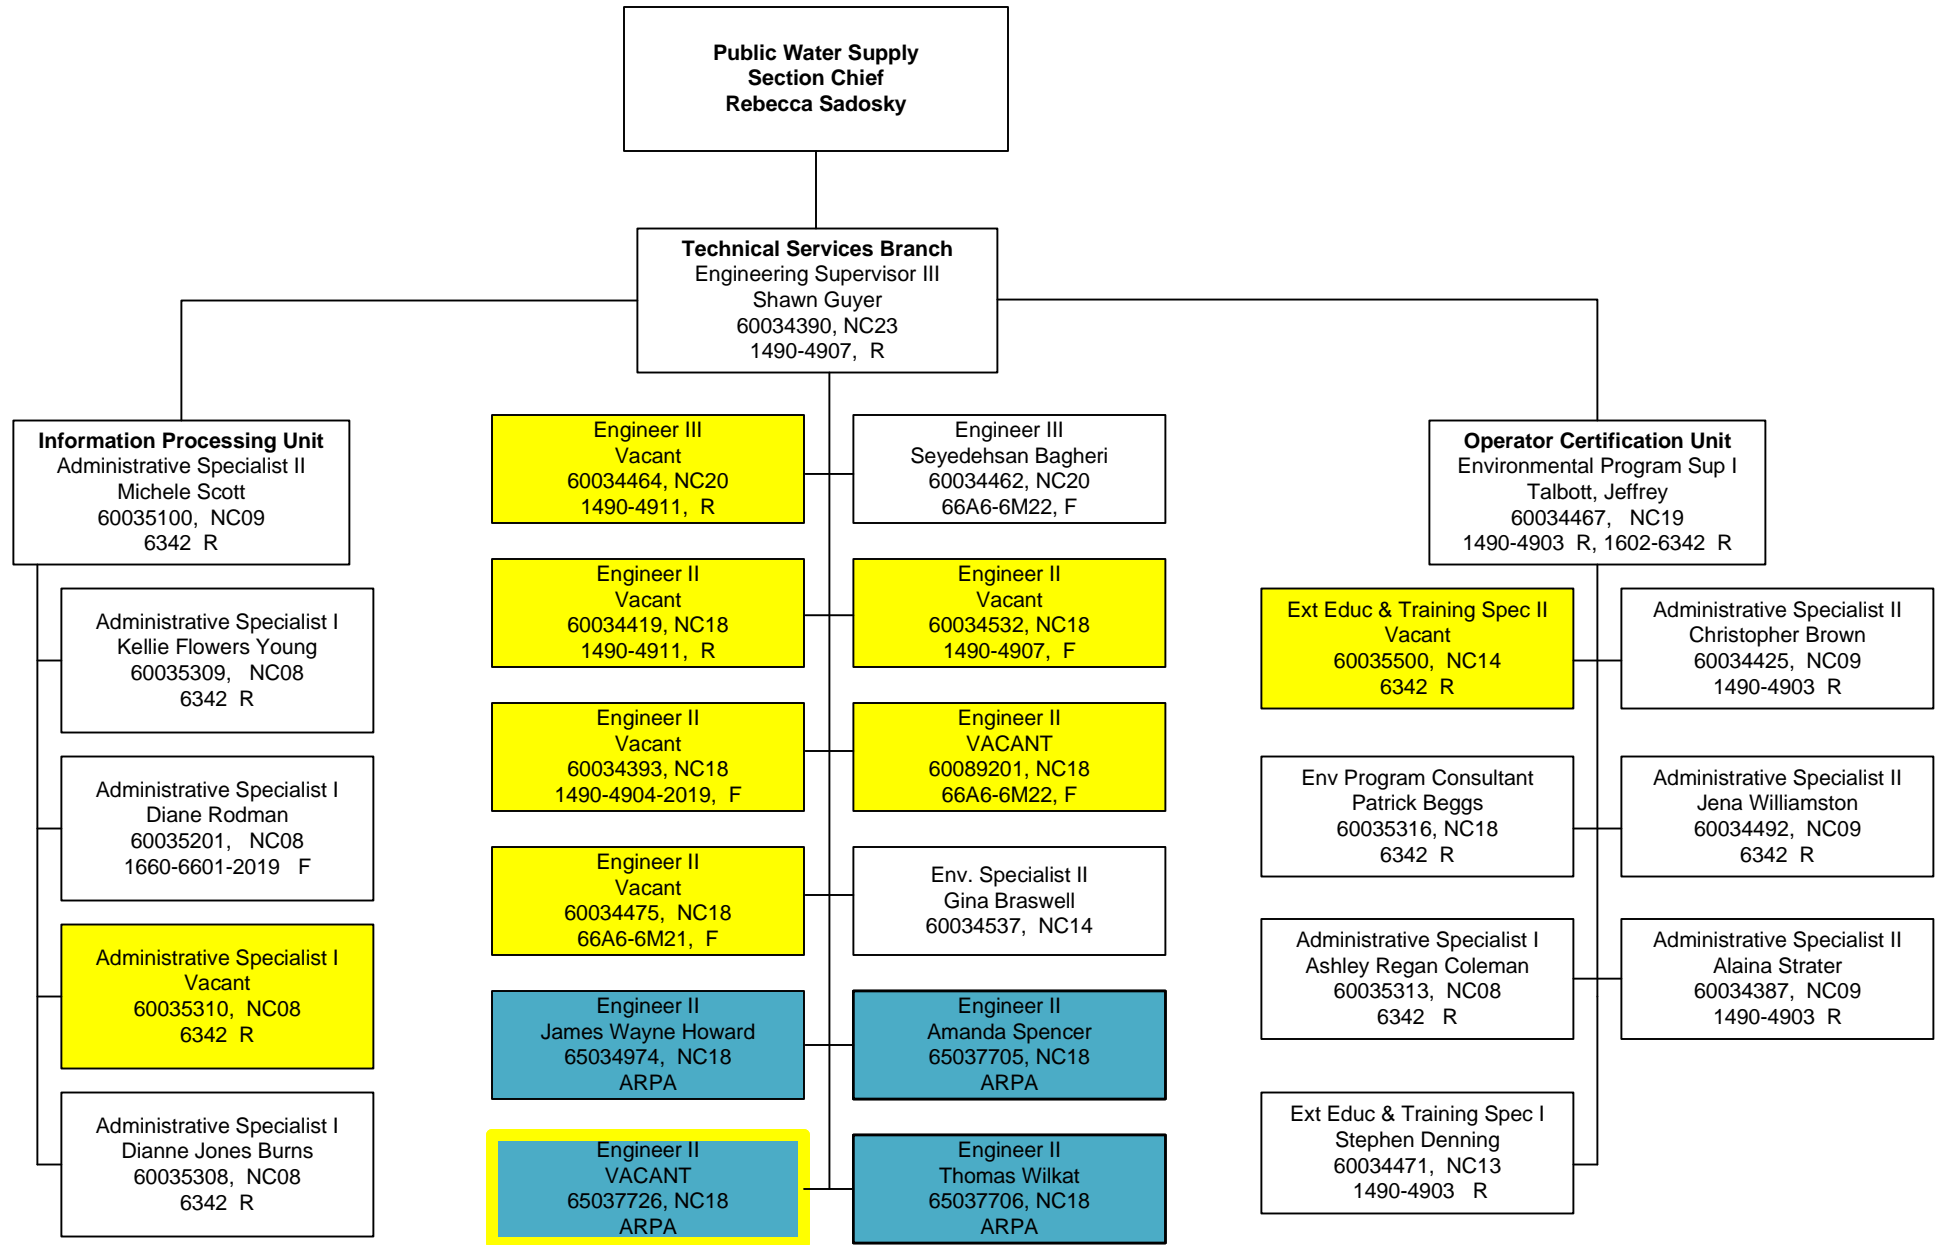 Public Water Supply
Section Chief
Rebecca Sadosky
Technical Services Branch
Engineering Supervisor III
Shawn Guyer
60034390, NC23
1490-4907, R
Information Processing Unit
Administrative Specialist II
Michele Scott
60035100, NC09
6342 R
Administrative Specialist I
Kellie Flowers Young
60035309, NC08
6342 R
Administrative Specialist I
Diane Rodman
60035201, NC08
1660-6601-2019 F
Administrative Specialist I
Vacant
60035310, NC08
6342 R
Administrative Specialist I
Dianne Jones Burns
60035308, NC08
6342 R
Engineer III
Vacant
60034464, NC20
1490-4911, R
Engineer III
Seyedehsan Bagheri
60034462, NC20
66A6-6M22, F
Engineer II
Vacant
60034419, NC18
1490-4911, R
Engineer II
Vacant
60034532, NC18
1490-4907, F
Engineer II
Vacant
60034393, NC18
1490-4904-2019, F
Engineer II
VACANT
60089201, NC18
66A6-6M22, F
Engineer II
Vacant
60034475, NC18
66A6-6M21, F
Env. Specialist II
Gina Braswell
60034537, NC14
Engineer II
James Wayne Howard
65034974, NC18
ARPA
Engineer II
Amanda Spencer
65037705, NC18
ARPA
Engineer II
VACANT
65037726, NC18
ARPA
Engineer II
Thomas Wilkat
65037706, NC18
ARPA
Operator Certification Unit
Environmental Program Sup I
Talbott, Jeffrey
60034467, NC19
1490-4903 R, 1602-6342 R
Ext Educ & Training Spec II
Vacant
60035500, NC14
6342 R
Administrative Specialist II
Christopher Brown
60034425, NC09
1490-4903 R
Env Program Consultant
Patrick Beggs
60035316, NC18
6342 R
Administrative Specialist II
Jena Williamston
60034492, NC09
6342 R
Administrative Specialist I
Ashley Regan Coleman
60035313, NC08
6342 R
Administrative Specialist II
Alaina Strater
60034387, NC09
1490-4903 R
Ext Educ & Training Spec I
Stephen Denning
60034471, NC13
1490-4903 R